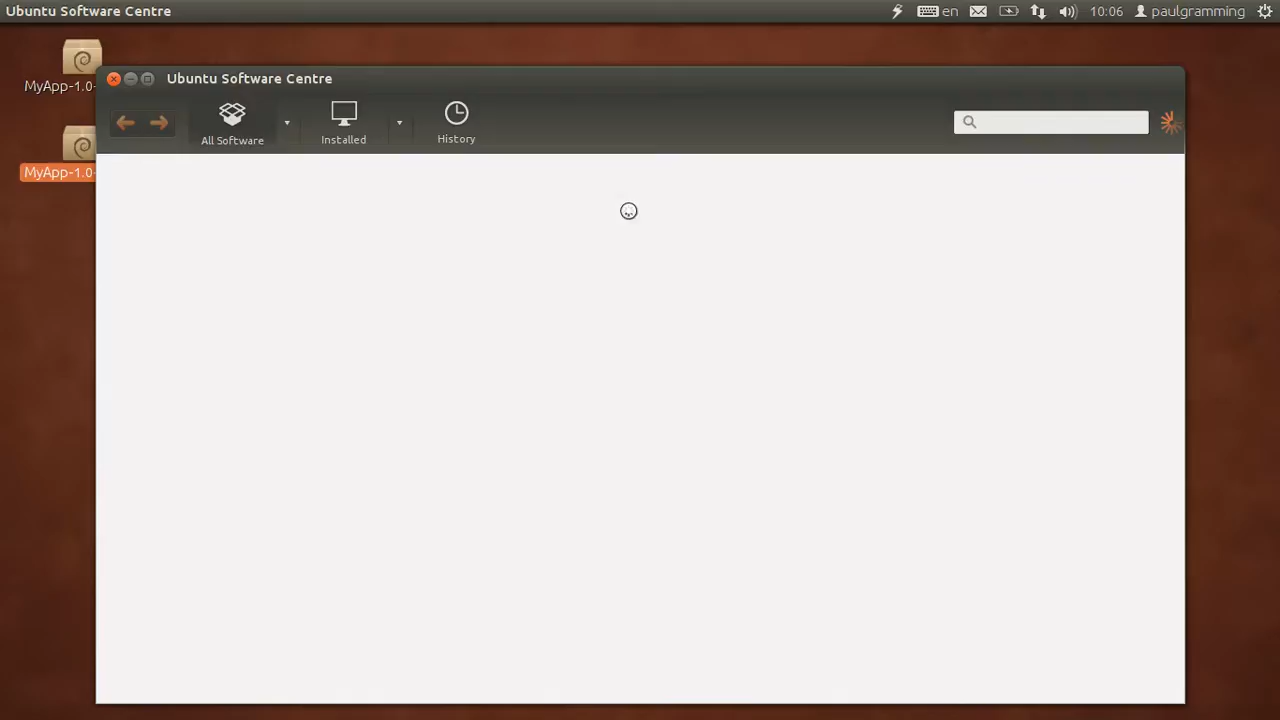 Ubuntu Software Centre
en
10:06
paulgramming
MyApp-1.0-
Ubuntu Software Centre
All Software
Installed
History
MyApp-1.0-